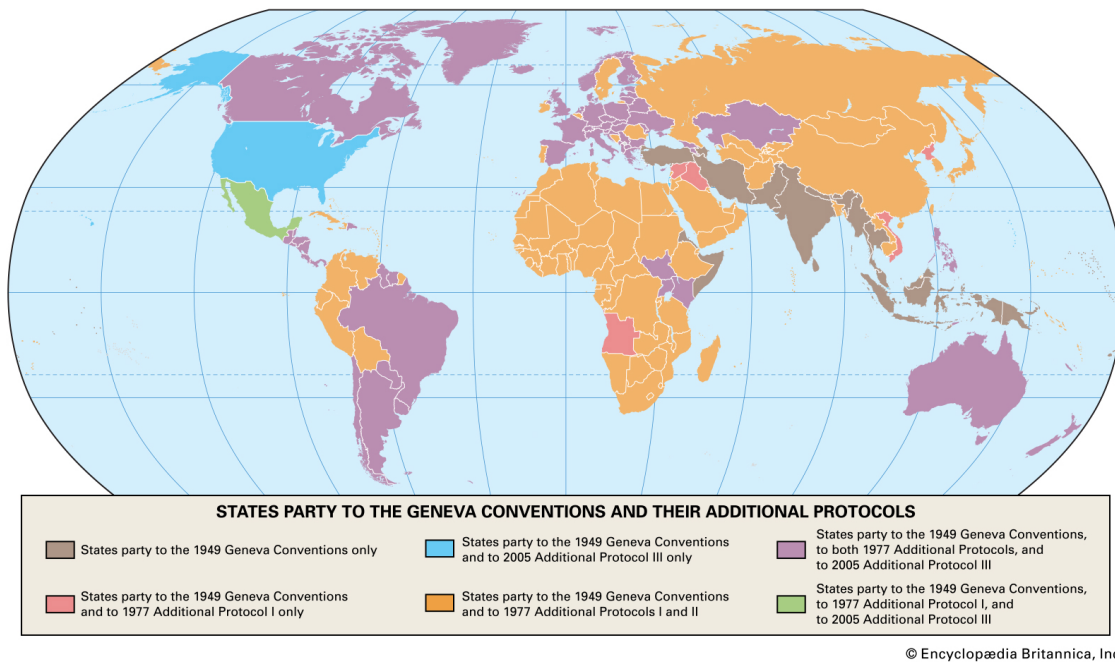 STATES PARTY TO THE GENEVA CONVENTIONS AND THEIR ADDITIONAL PROTOCOLS
States party to the 1949 Geneva Conventions only
States party to the 1949 Geneva Conventions
and to 2005 Additional Protocol III only
States party to the 1949 Geneva Conventions,
to both 1977 Additional Protocols, and
to 2005 Additional Protocol III
States party to the 1949 Geneva Conventions
and to 1977 Additional Protocol I only
States party to the 1949 Geneva Conventions
and to 1977 Additional Protocols I and II
States party to the 1949 Geneva Conventions,
to 1977 Additional Protocol I, and
to 2005 Additional Protocol III
© Encyclopædia Britannica, Inc